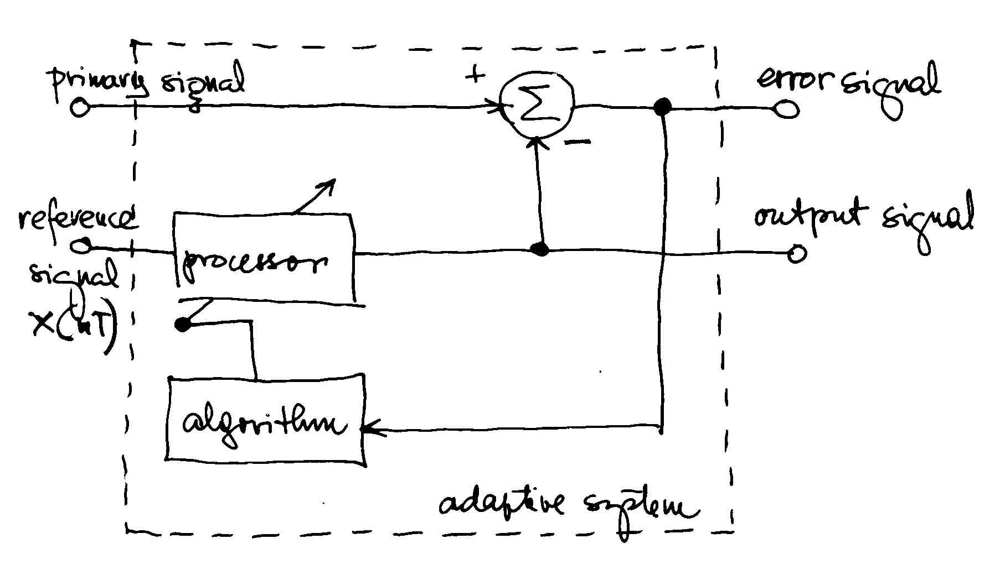 primary signal
+
Σ
error signal
−
reference
signal
X(nT)
processor
output signal
algorithm
adaptive system